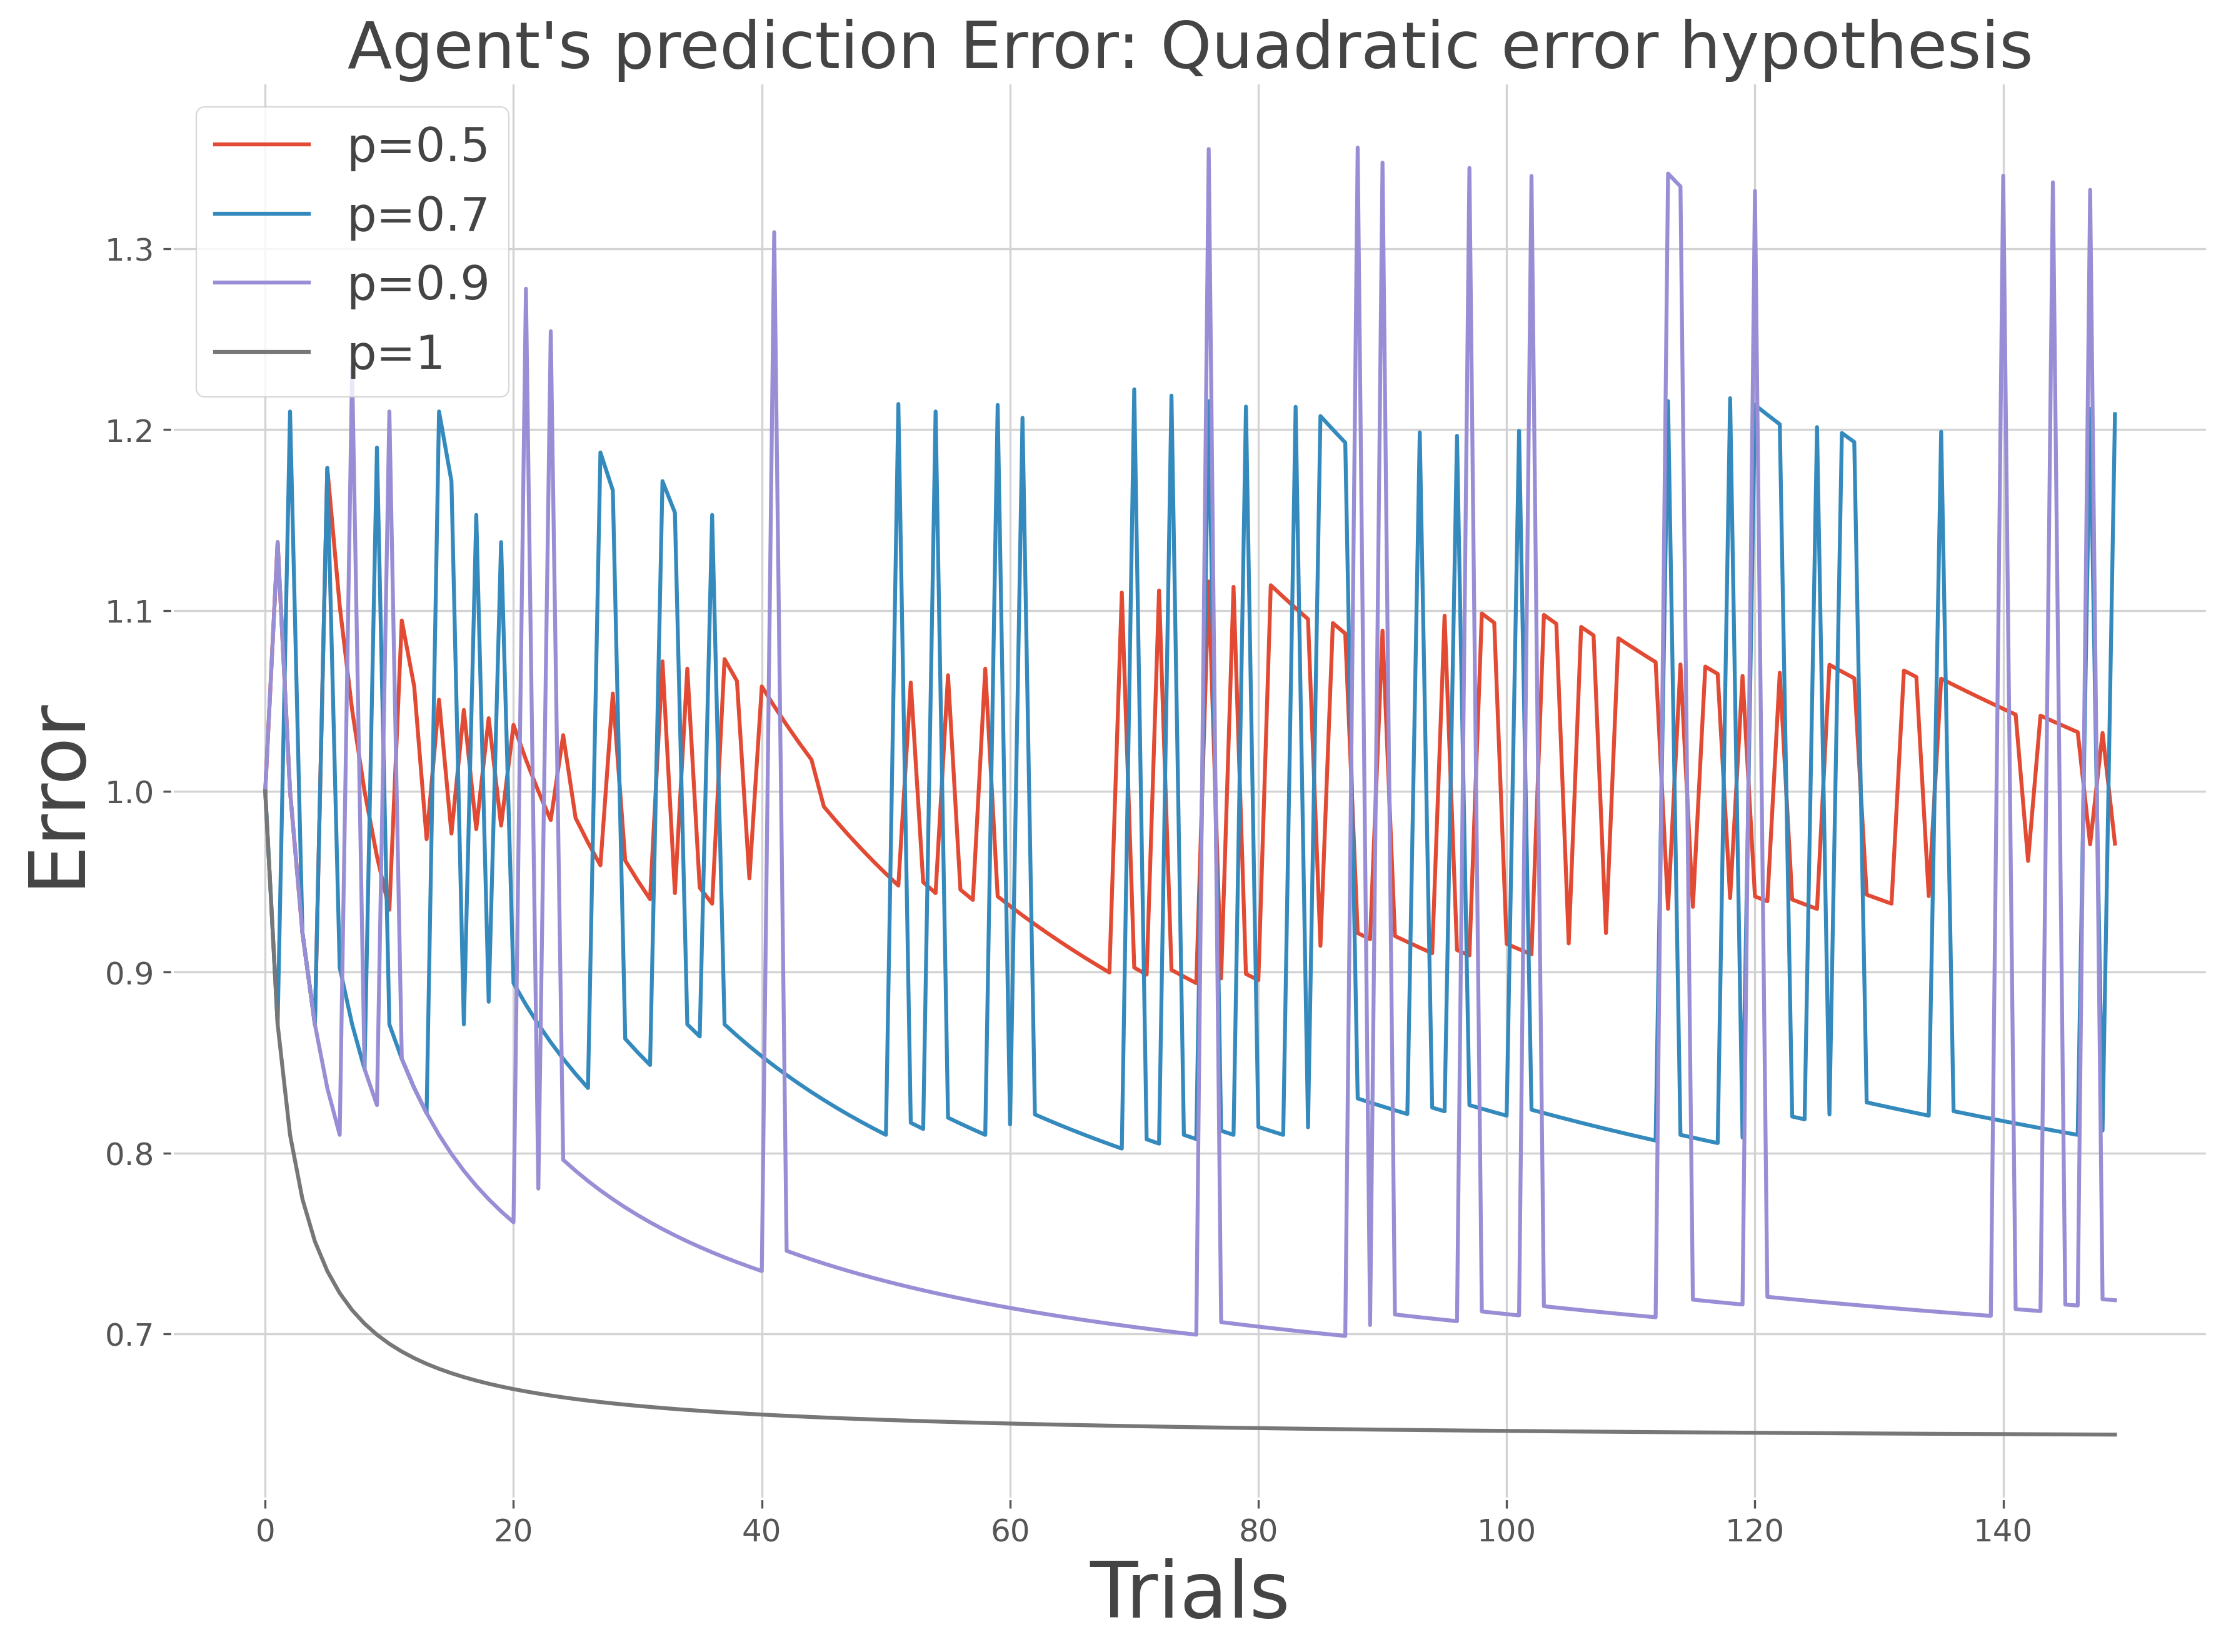 Agent's prediction Error: Quadratic error hypothesis
p=0.5
p=0.7
p=0.9
p=1
Error
1.3
1.2
1.1
1.0
0.9
0.8
0.7
0 20 40 60 80 100 120 140
Trials